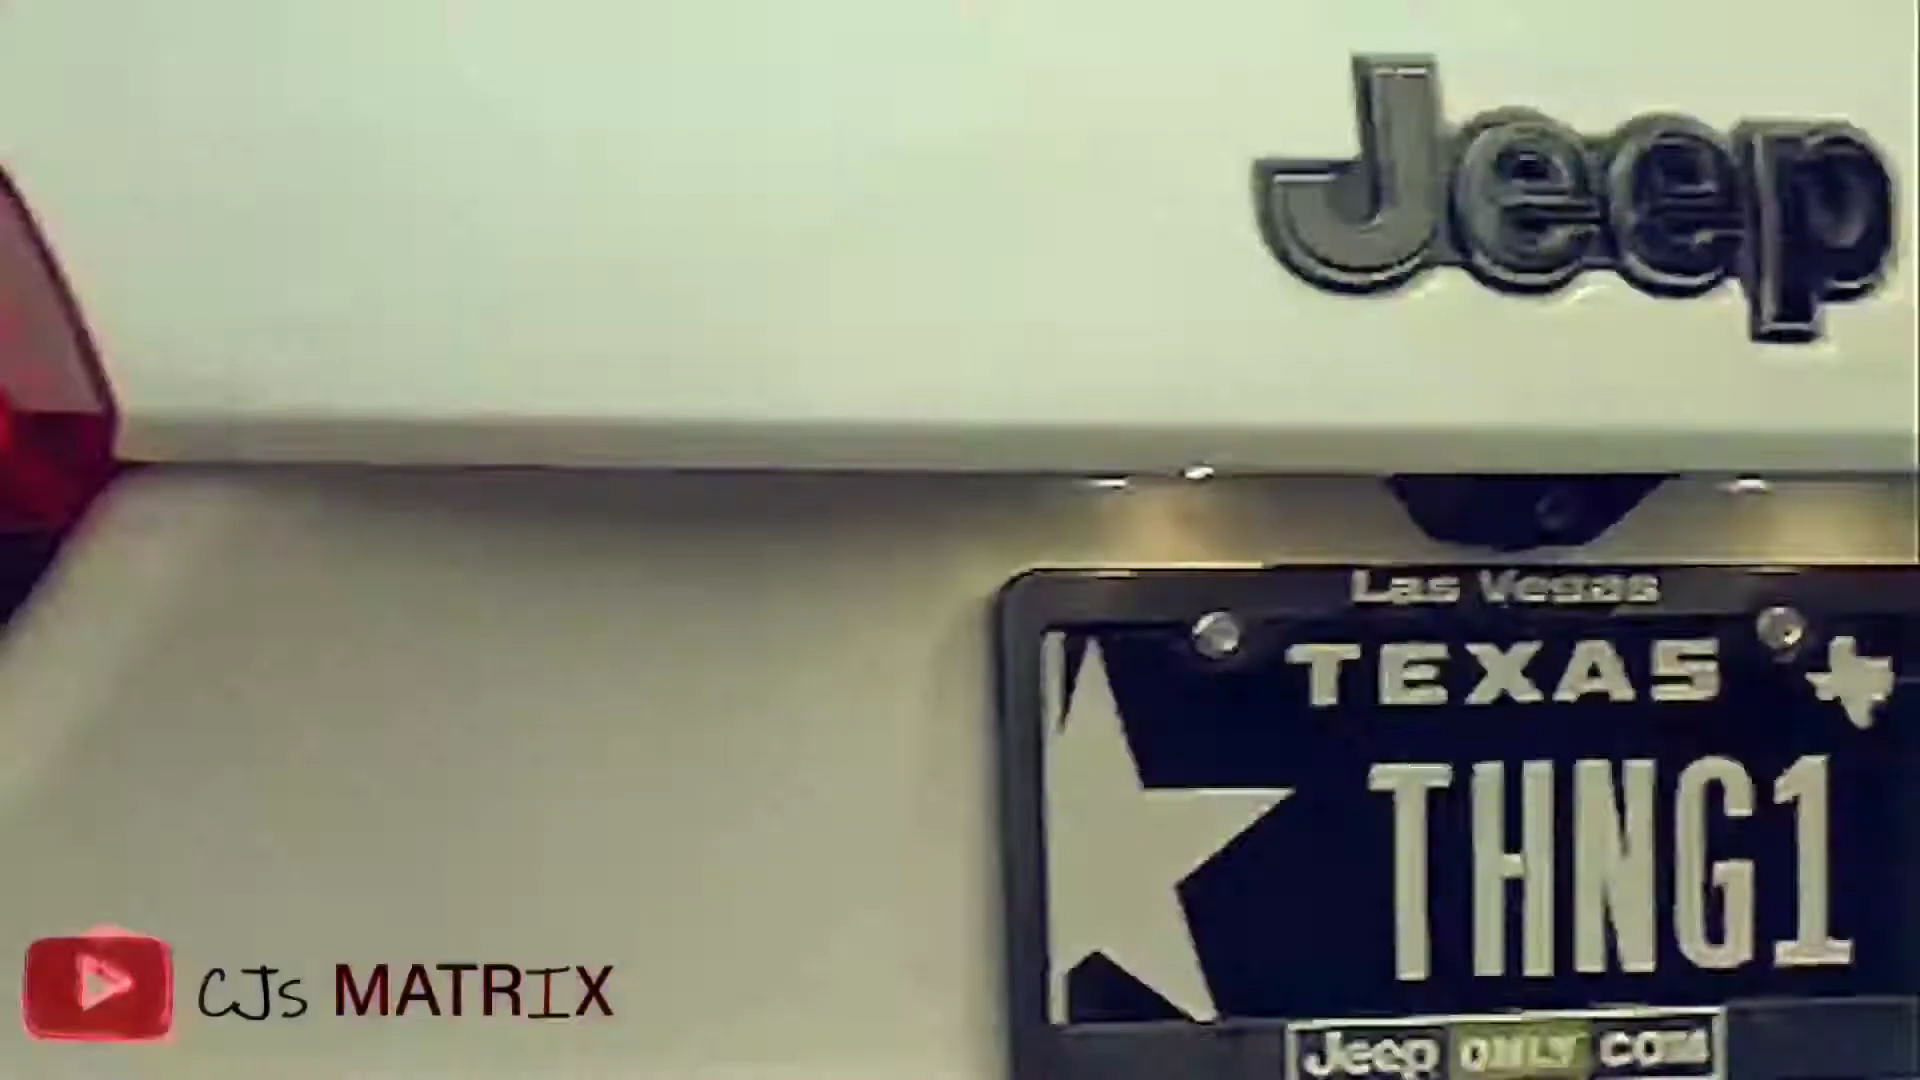 Jeep
Las Vegas
TEXAS
THNG1
Jeep ONLY COM
CJs MATRIX